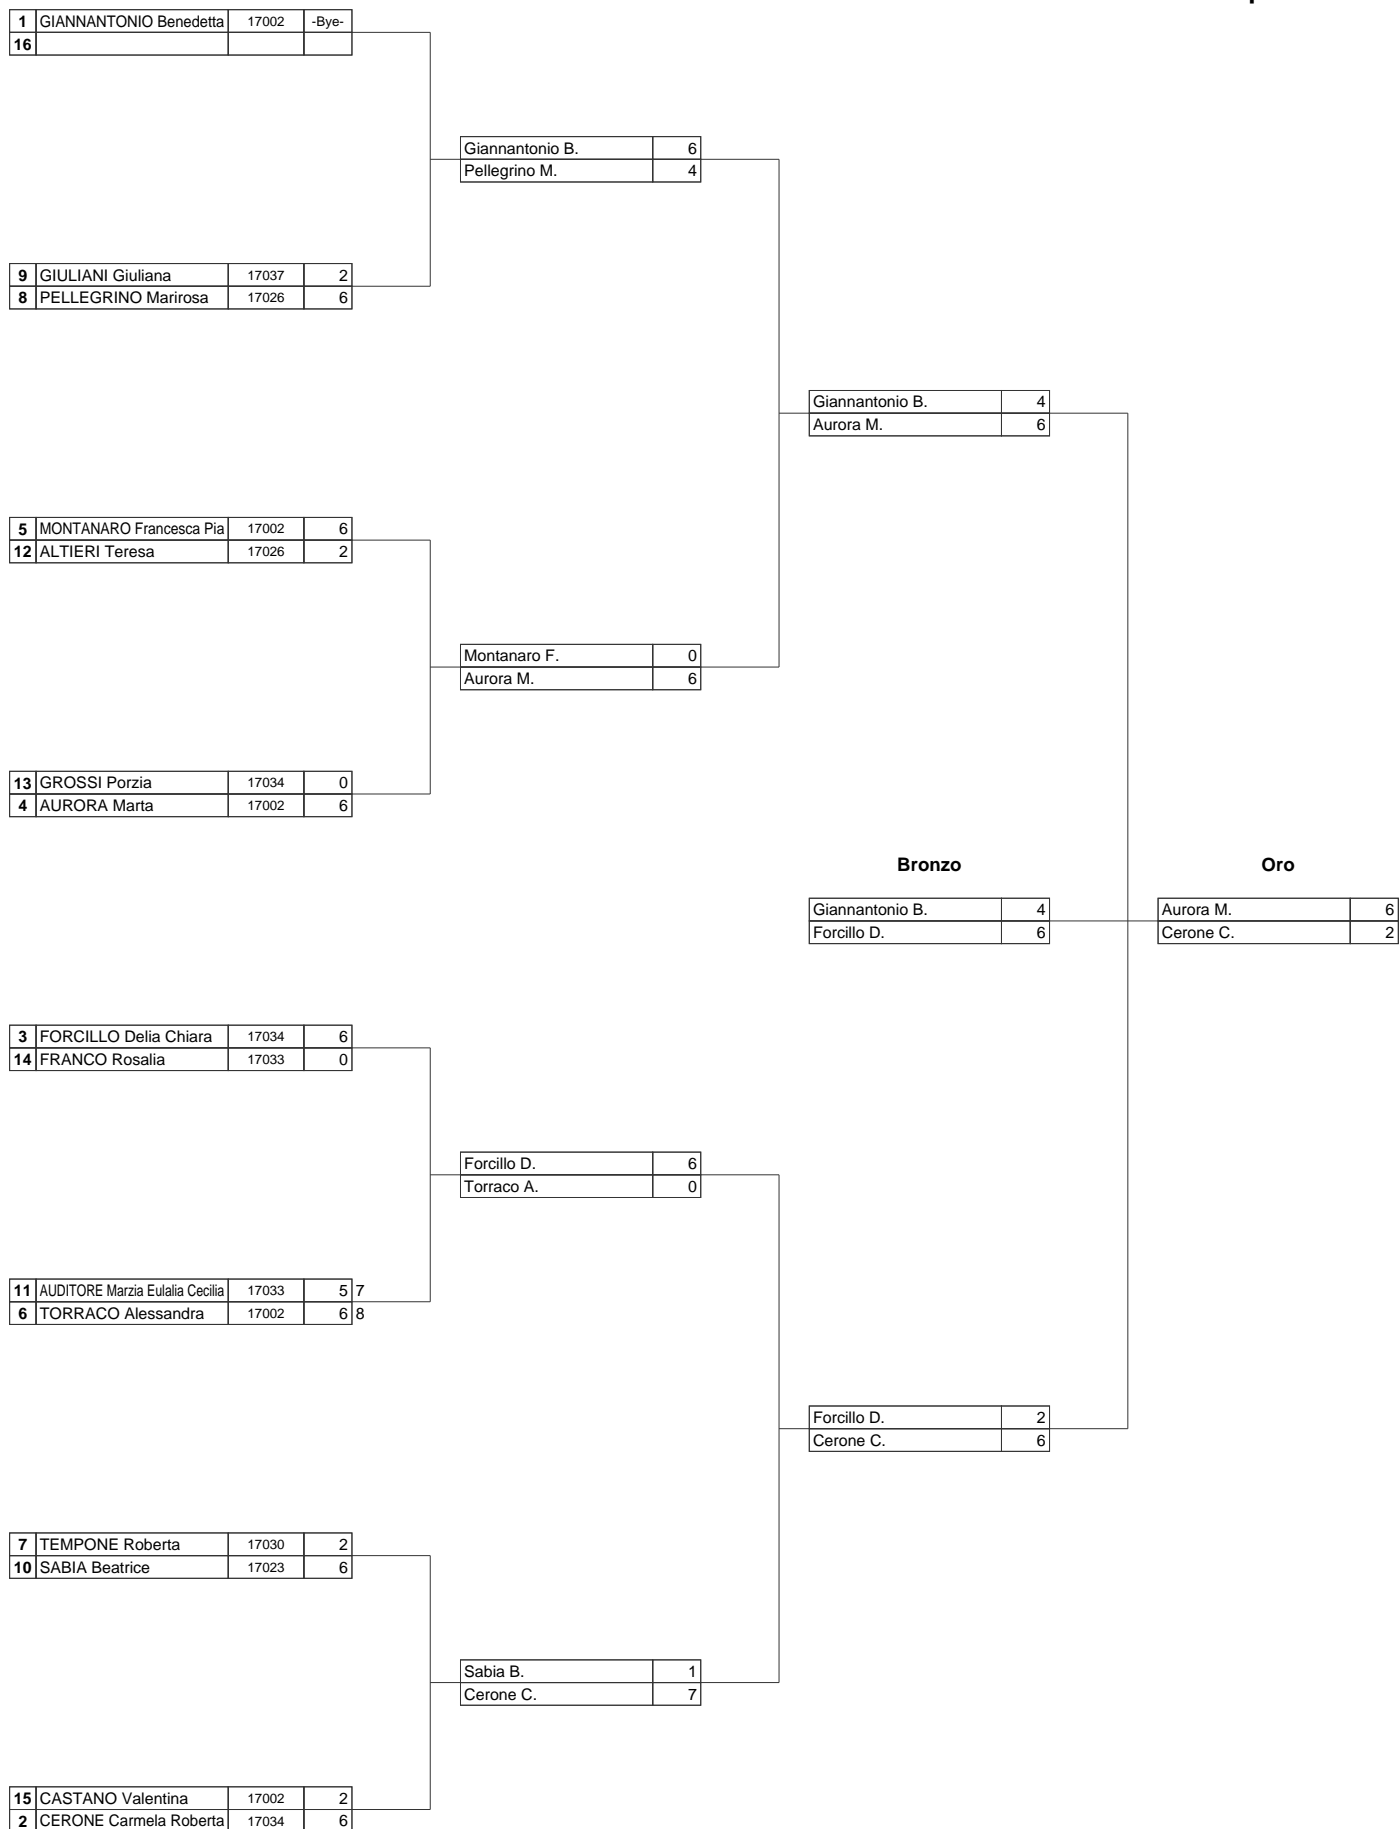 1 GIANNANTONIO Benedetta 17002 -Bye-
16
Giannantonio B. 6
Pellegrino M. 4
9 GIULIANI Giuliana 17037 2
8 PELLEGRINO Marirosa 17026 6
Giannantonio B. 4
Aurora M. 6
5 MONTANARO Francesca Pia 17002 6
12 ALTIERI Teresa 17026 2
Montanaro F. 0
Aurora M. 6
13 GROSSI Porzia 17034 0
4 AURORA Marta 17002 6
Bronzo Oro
Giannantonio B. 4 Aurora M. 6
Forcillo D. 6 Cerone C. 2
3 FORCILLO Delia Chiara 17034 6
14 FRANCO Rosalia 17033 0
Forcillo D. 6
Torraco A. 0
11 AUDITORE Marzia Eulalia Cecilia 17033 5 7
6 TORRACO Alessandra 17002 6 8
Forcillo D. 2
Cerone C. 6
7 TEMPONE Roberta 17030 2
10 SABIA Beatrice 17023 6
Sabia B. 1
Cerone C. 7
15 CASTANO Valentina 17002 2
2 CERONE Carmela Roberta 17034 6